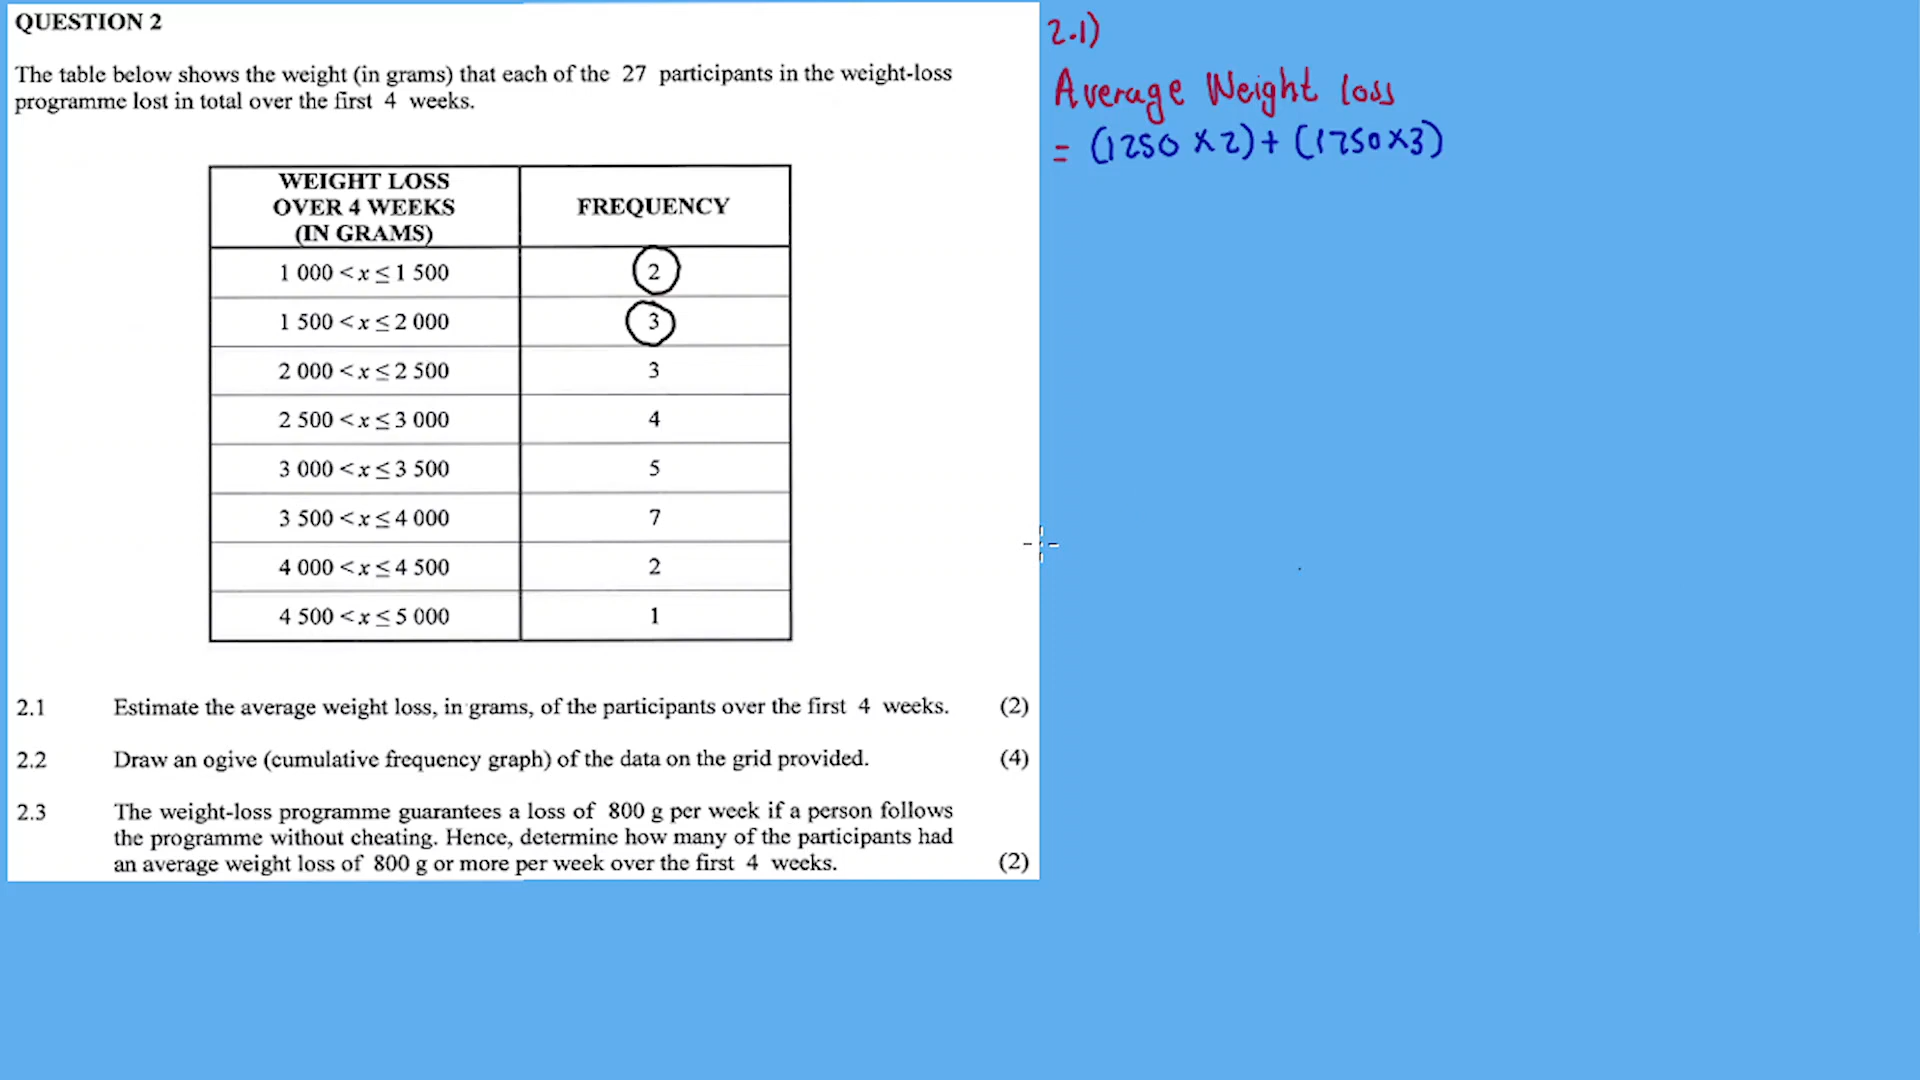 QUESTION 2
The table below shows the weight (in grams) that each of the 27 participants in the weight-loss
programme lost in total over the first 4 weeks.
WEIGHT LOSS
OVER 4 WEEKS
(IN GRAMS)
FREQUENCY
1 000 < x ≤ 1 500 2
1 500 < x ≤ 2 000 3
2 000 < x ≤ 2 500 3
2 500 < x ≤ 3 000 4
3 000 < x ≤ 3 500 5
3 500 < x ≤ 4 000 7
4 000 < x ≤ 4 500 2
4 500 < x ≤ 5 000 1
2.1 Estimate the average weight loss, in grams, of the participants over the first 4 weeks. (2)
2.2 Draw an ogive (cumulative frequency graph) of the data on the grid provided. (4)
2.3 The weight-loss programme guarantees a loss of 800 g per week if a person follows
the programme without cheating. Hence, determine how many of the participants had
an average weight loss of 800 g or more per week over the first 4 weeks. (2)
2.1)
Average Weight loss
= (1250 × 2) + (1750 × 3)